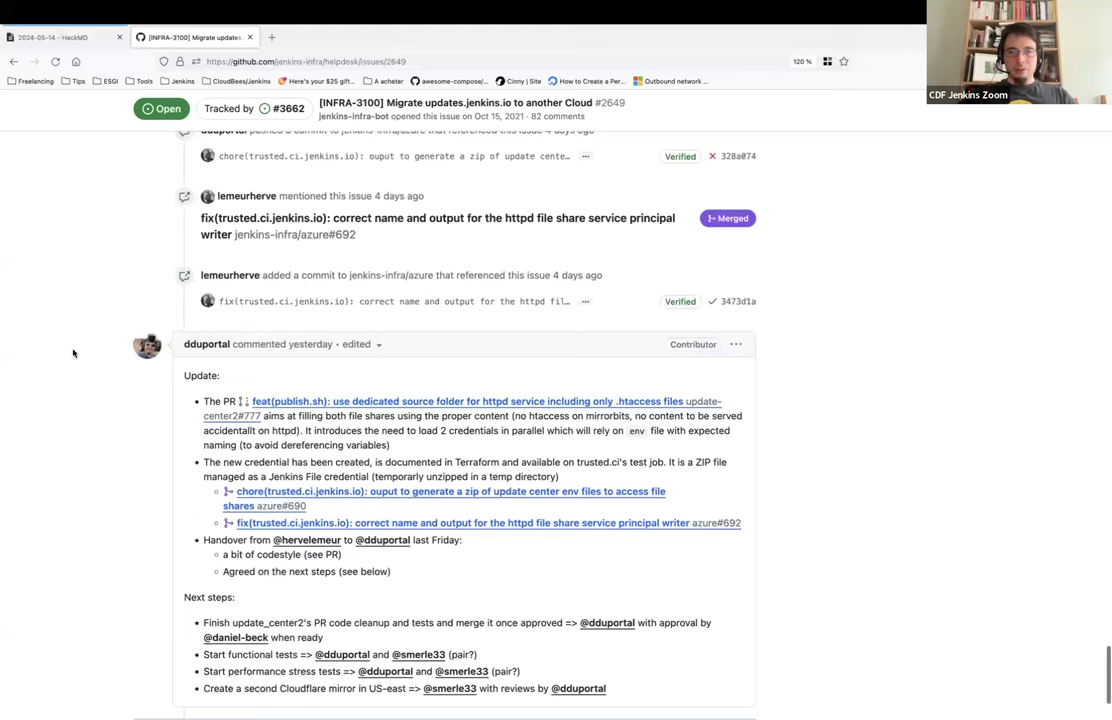 2024-05-14 - HackMD
[INFRA-3100] Migrate updates.
https://github.com/jenkins-infra/helpdesk/issues/2649
120 %
Freelancing
Tips
ESGI
Tools
Jenkins
CloudBees/Jenkins
Here's your $25 gift...
A acheter
awesome-compose/...
Cinny | Site
How to Create a Per...
Outbound network ...
CDF Jenkins Zoom
Open
Tracked by #3662
[INFRA-3100] Migrate updates.jenkins.io to another Cloud #2649
jenkins-infra-bot opened this issue on Oct 15, 2021 · 82 comments
dduportal pushed a commit to jenkins-infra/azure that referenced this issue 4 days ago
chore(trusted.ci.jenkins.io): ouput to generate a zip of update cente…
Verified
328a074
lemeurherve mentioned this issue 4 days ago
fix(trusted.ci.jenkins.io): correct name and output for the httpd file share service principal
writer jenkins-infra/azure#692
Merged
lemeurherve added a commit to jenkins-infra/azure that referenced this issue 4 days ago
fix(trusted.ci.jenkins.io): correct name and output for the httpd fil…
Verified
3473d1a
dduportal commented yesterday · edited
Contributor
Update:
• The PR feat(publish.sh): use dedicated source folder for httpd service including only .htaccess files update-
center2#777 aims at filling both file shares using the proper content (no htaccess on mirrorbits, no content to be served
accidentallt on httpd). It introduces the need to load 2 credentials in parallel which will rely on env file with expected
naming (to avoid dereferencing variables)
• The new credential has been created, is documented in Terraform and available on trusted.ci's test job. It is a ZIP file
managed as a Jenkins File credential (temporarly unzipped in a temp directory)
chore(trusted.ci.jenkins.io): ouput to generate a zip of update center env files to access file
shares azure#690
fix(trusted.ci.jenkins.io): correct name and output for the httpd file share service principal writer azure#692
• Handover from @hervelemeur to @dduportal last Friday:
a bit of codestyle (see PR)
Agreed on the next steps (see below)
Next steps:
• Finish update_center2's PR code cleanup and tests and merge it once approved => @dduportal with approval by
@daniel-beck when ready
• Start functional tests => @dduportal and @smerle33 (pair?)
• Start performance stress tests => @dduportal and @smerle33 (pair?)
• Create a second Cloudflare mirror in US-east => @smerle33 with reviews by @dduportal